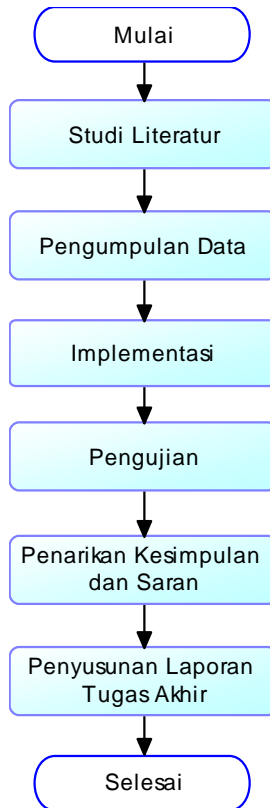 Mulai
Studi Literatur
Pengumpulan Data
Implementasi
Pengujian
Penarikan Kesimpulan
dan Saran
Penyusunan Laporan
Tugas Akhir
Selesai